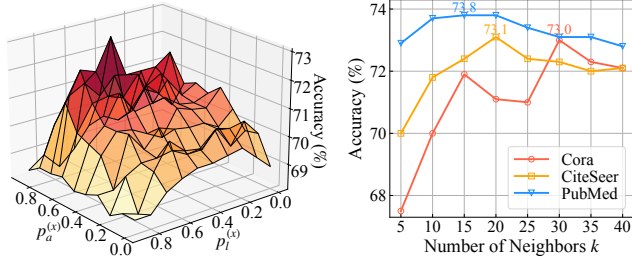 73
72
71
70
69
Accuracy (%)
0.8
0.6
0.4
0.2
0.0
p_a^(x)
0.8
0.6
0.4
0.2
0.0
p_l^(x)
74
72
70
68
Accuracy (%)
73.8
73.1
73.0
Cora
CiteSeer
PubMed
5 10 15 20 25 30 35 40
Number of Neighbors k